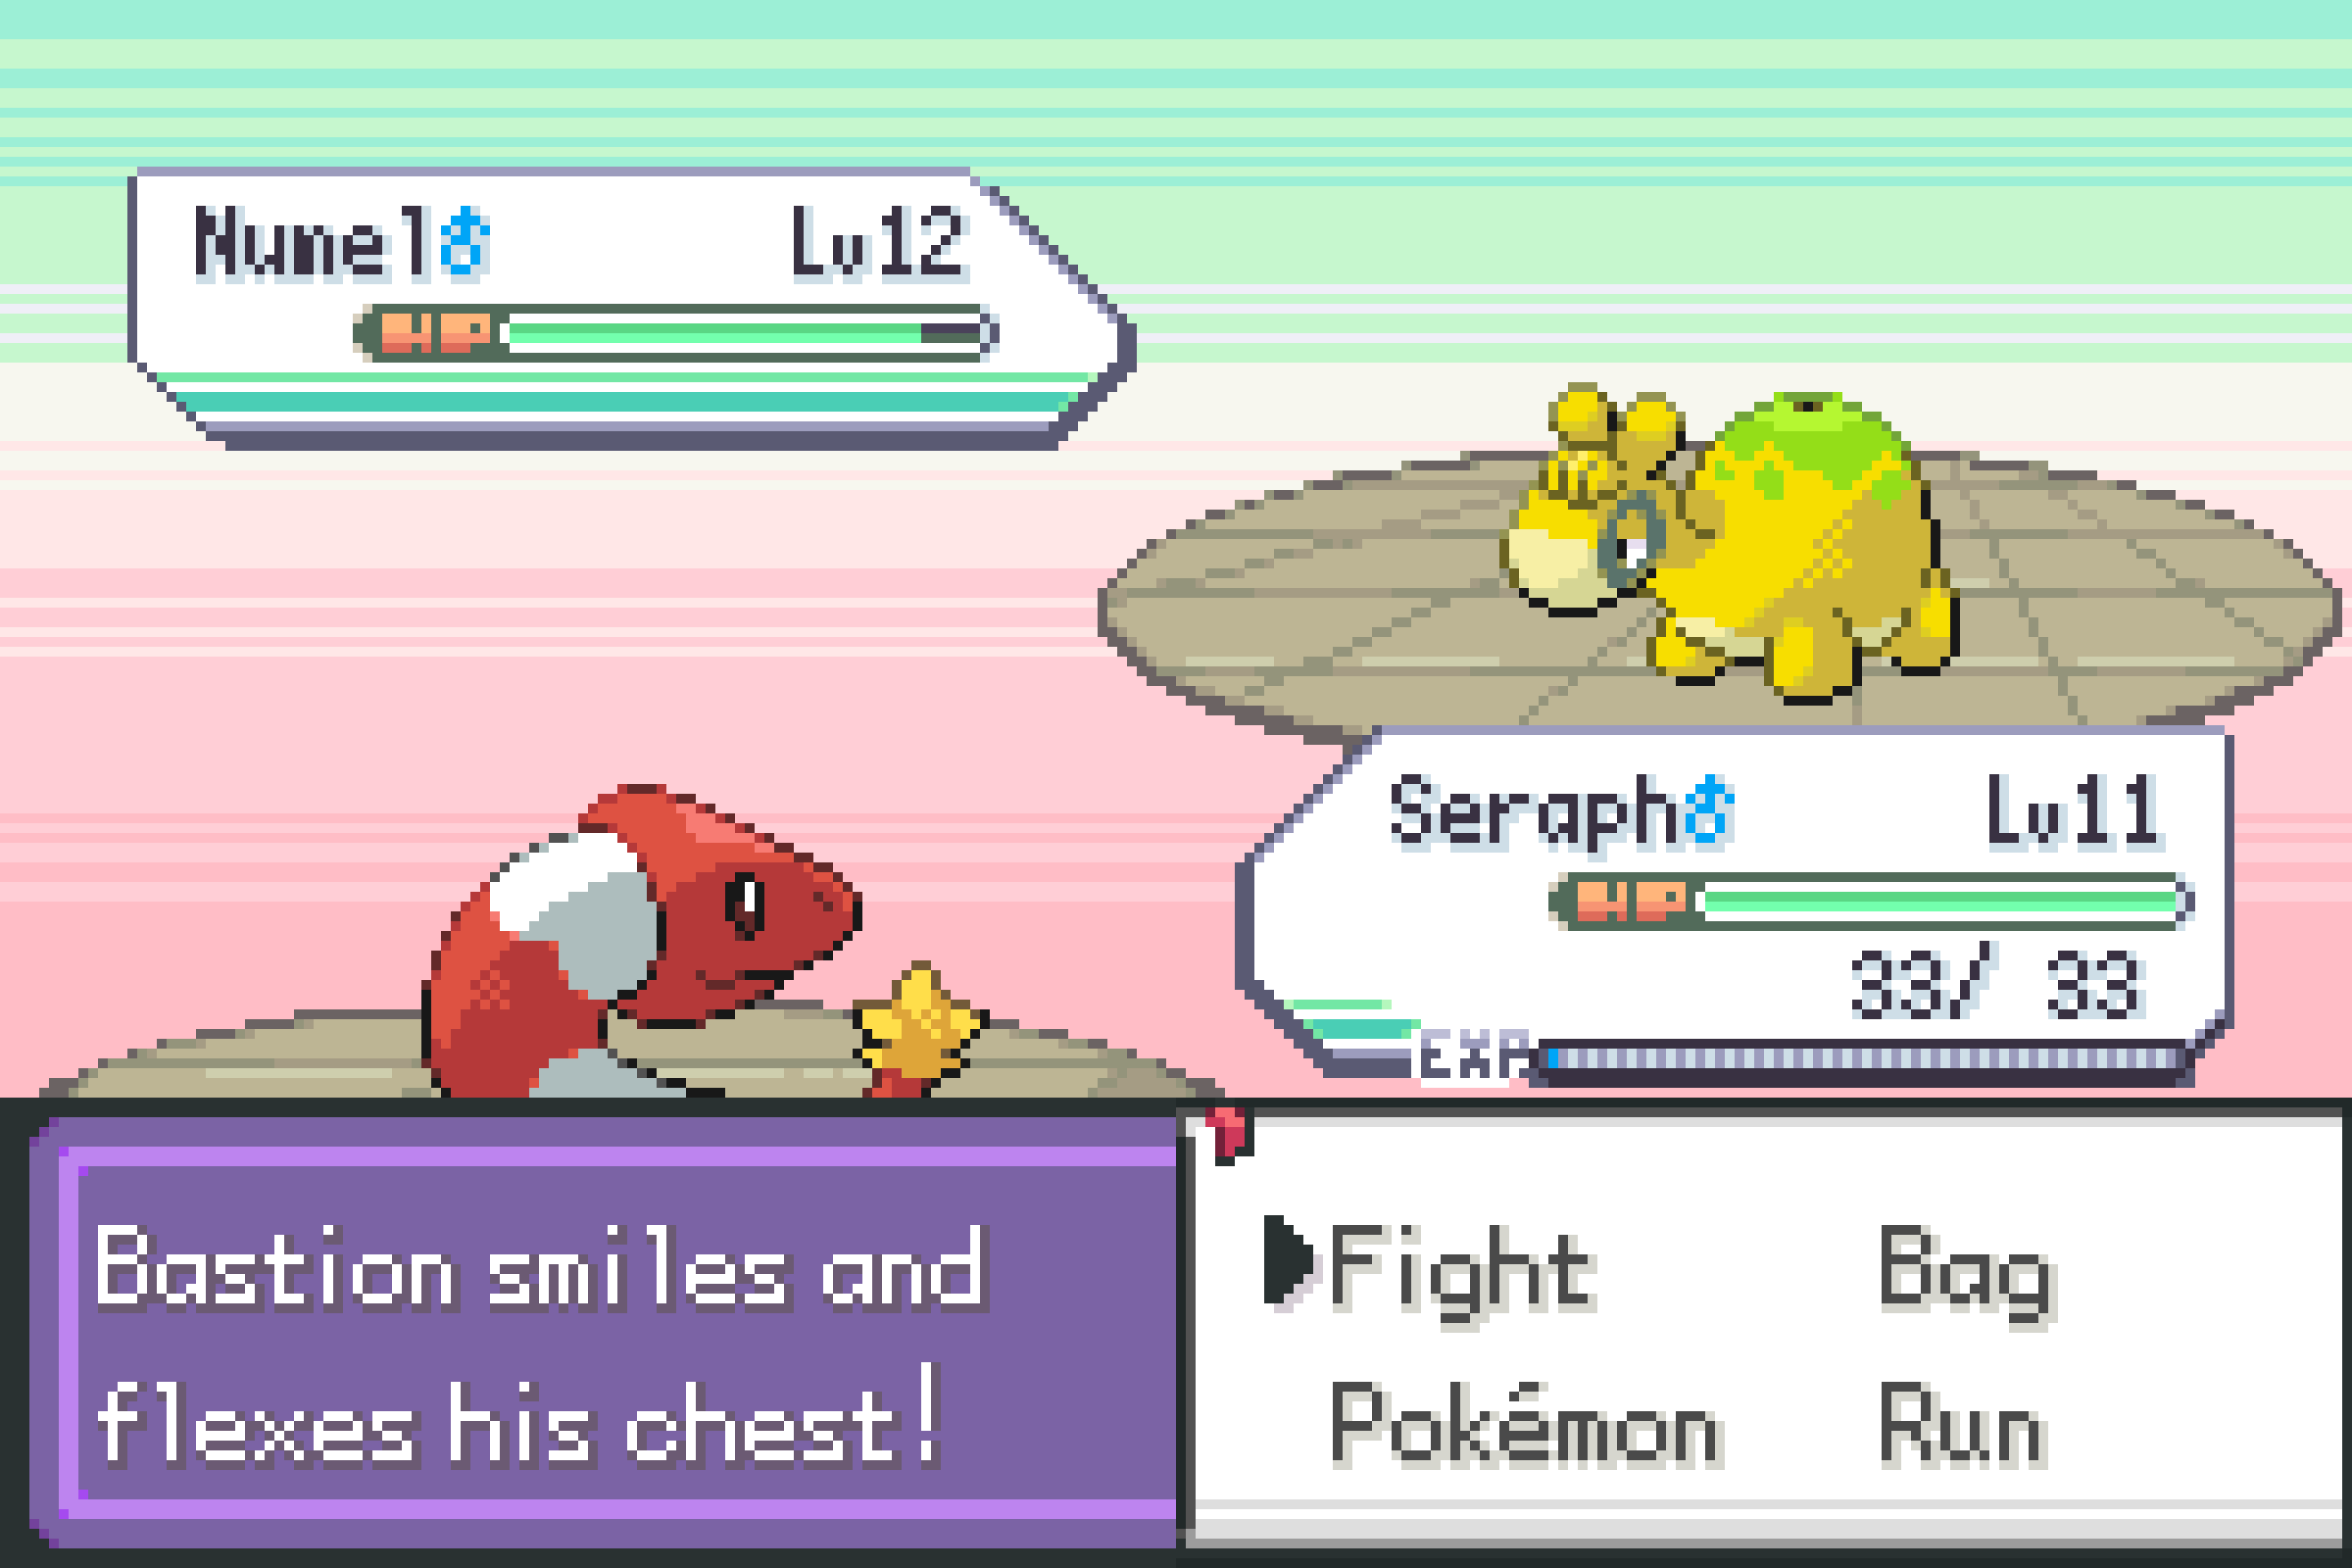 Numel♂ Lv12
HP
Seraph♂ Lv11
HP
33/ 33
EXP
Bastion smiles and
flexes his chest!
Fight Bag
Pokémon Run